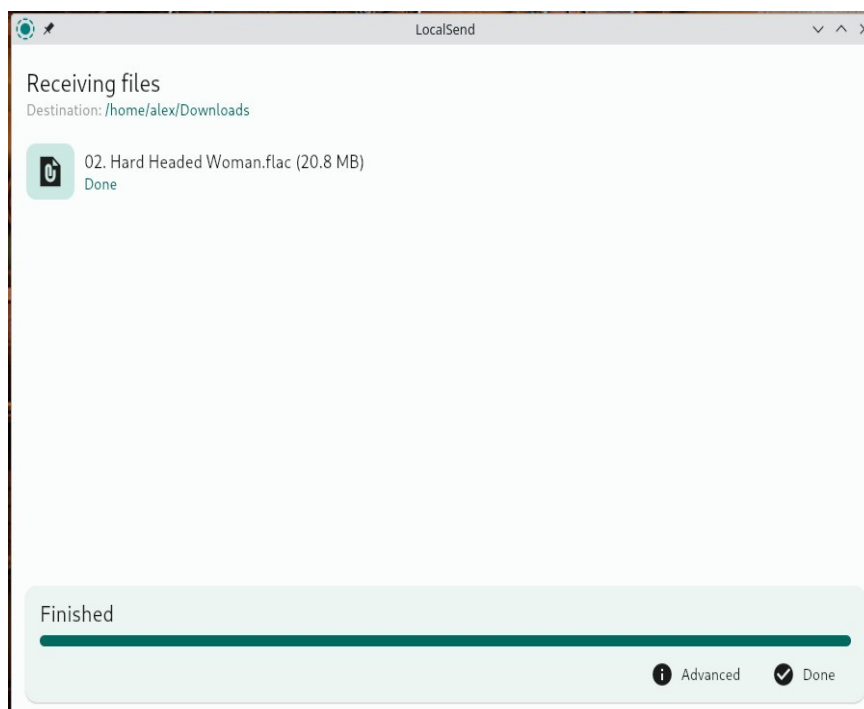 LocalSend
Receiving files
Destination: /home/alex/Downloads
02. Hard Headed Woman.flac (20.8 MB)
Done
Finished
Advanced
Done